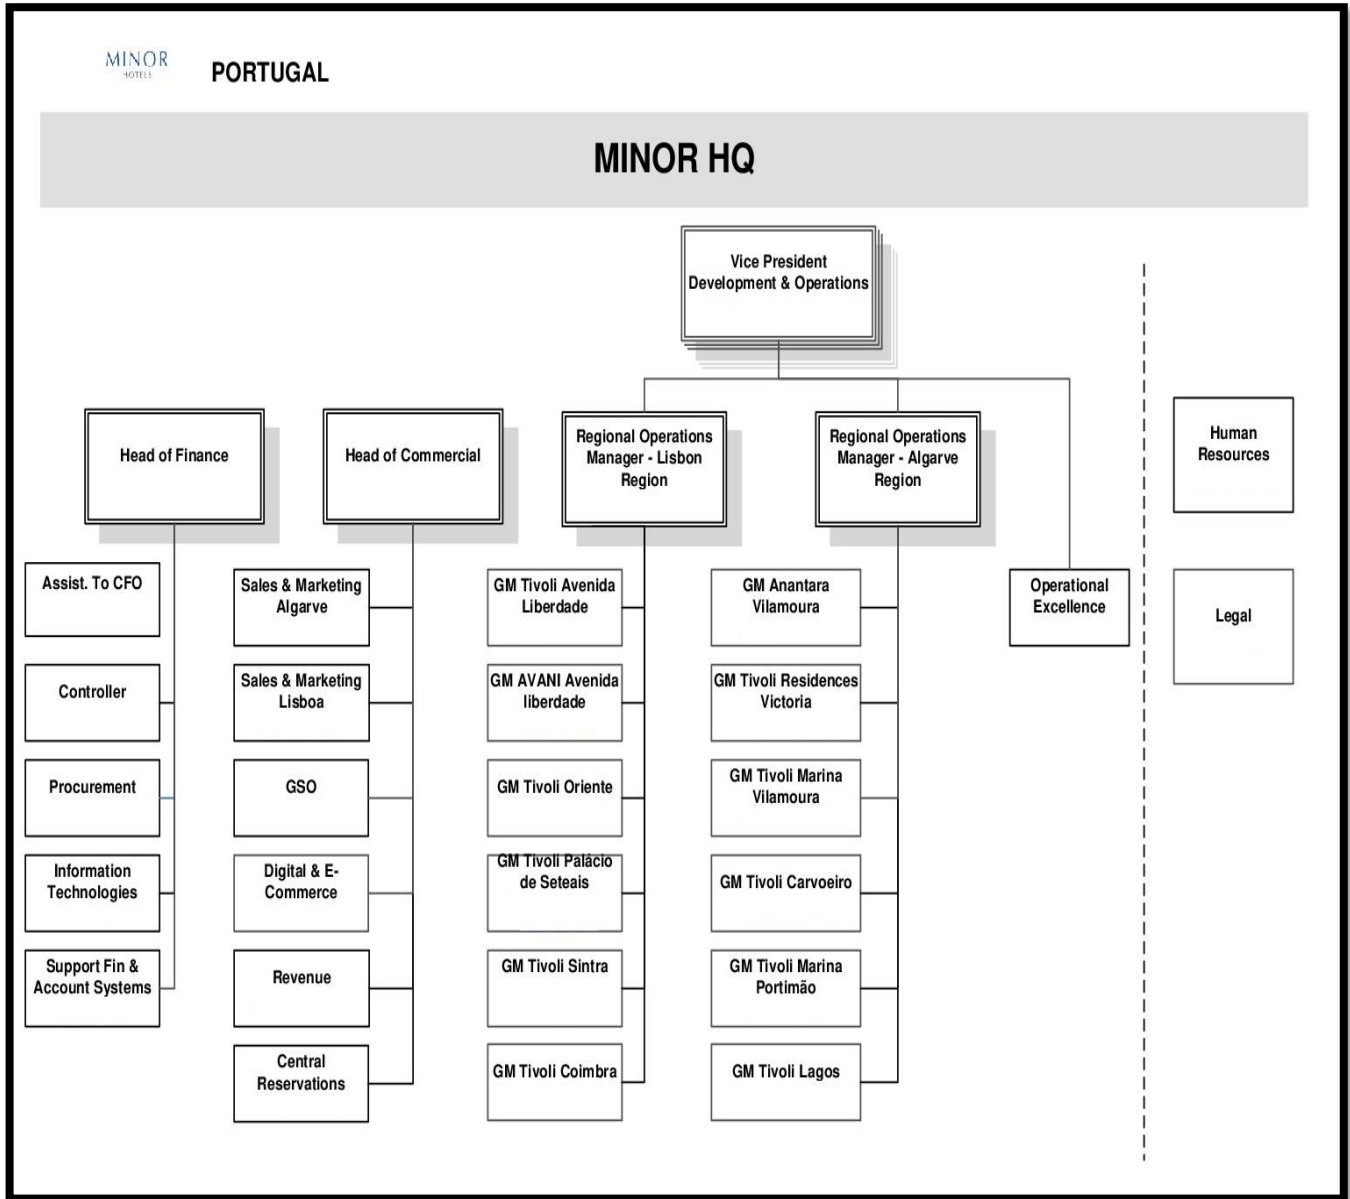 MINOR
HOTELS
PORTUGAL
MINOR HQ
Vice President
Development & Operations
Head of Finance
Head of Commercial
Regional Operations
Manager - Lisbon
Region
Regional Operations
Manager - Algarve
Region
Human
Resources
Assist. To CFO
Controller
Procurement
Information
Technologies
Support Fin &
Account Systems
Sales & Marketing
Algarve
Sales & Marketing
Lisboa
GSO
Digital & E-
Commerce
Revenue
Central
Reservations
GM Tivoli Avenida
Liberdade
GM AVANI Avenida
liberdade
GM Tivoli Oriente
GM Tivoli Palácio
de Seteais
GM Tivoli Sintra
GM Tivoli Coimbra
GM Anantara
Vilamoura
GM Tivoli Residences
Victoria
GM Tivoli Marina
Vilamoura
GM Tivoli Carvoeiro
GM Tivoli Marina
Portimão
GM Tivoli Lagos
Operational
Excellence
Legal